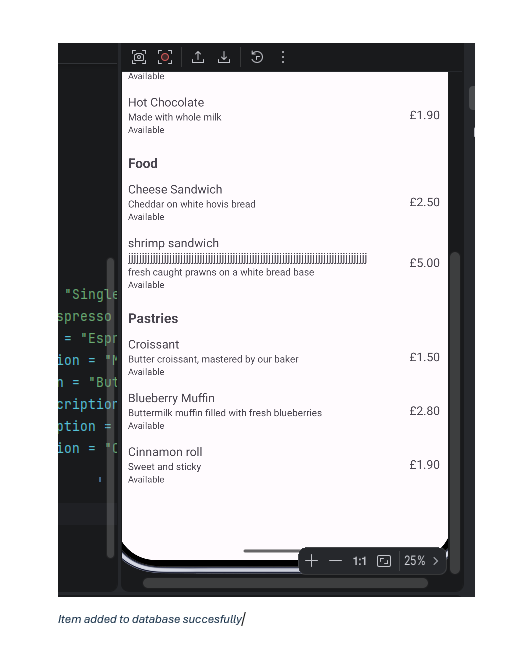 Available
Hot Chocolate
Made with whole milk
Available
£1.90
Food
Cheese Sandwich
Cheddar on white hovis bread
Available
£2.50
shrimp sandwich
jjjjjjjjjjjjjjjjjjjjjjjjjjjjjjjjjjjjjjjjjjjjjjjjjjjjjjjjjjjjjjjjjjjjjjjjjjjjjjjjjjjjj
fresh caught prawns on a white bread base
Available
£5.00
Pastries
Croissant
Butter croissant, mastered by our baker
Available
£1.50
Blueberry Muffin
Buttermilk muffin filled with fresh blueberries
Available
£2.80
Cinnamon roll
Sweet and sticky
Available
£1.90
"Single
spresso
= "Espr
ion = "M
n = "But
cription
ption =
ion = "C
1:1
25%
Item added to database succesfully